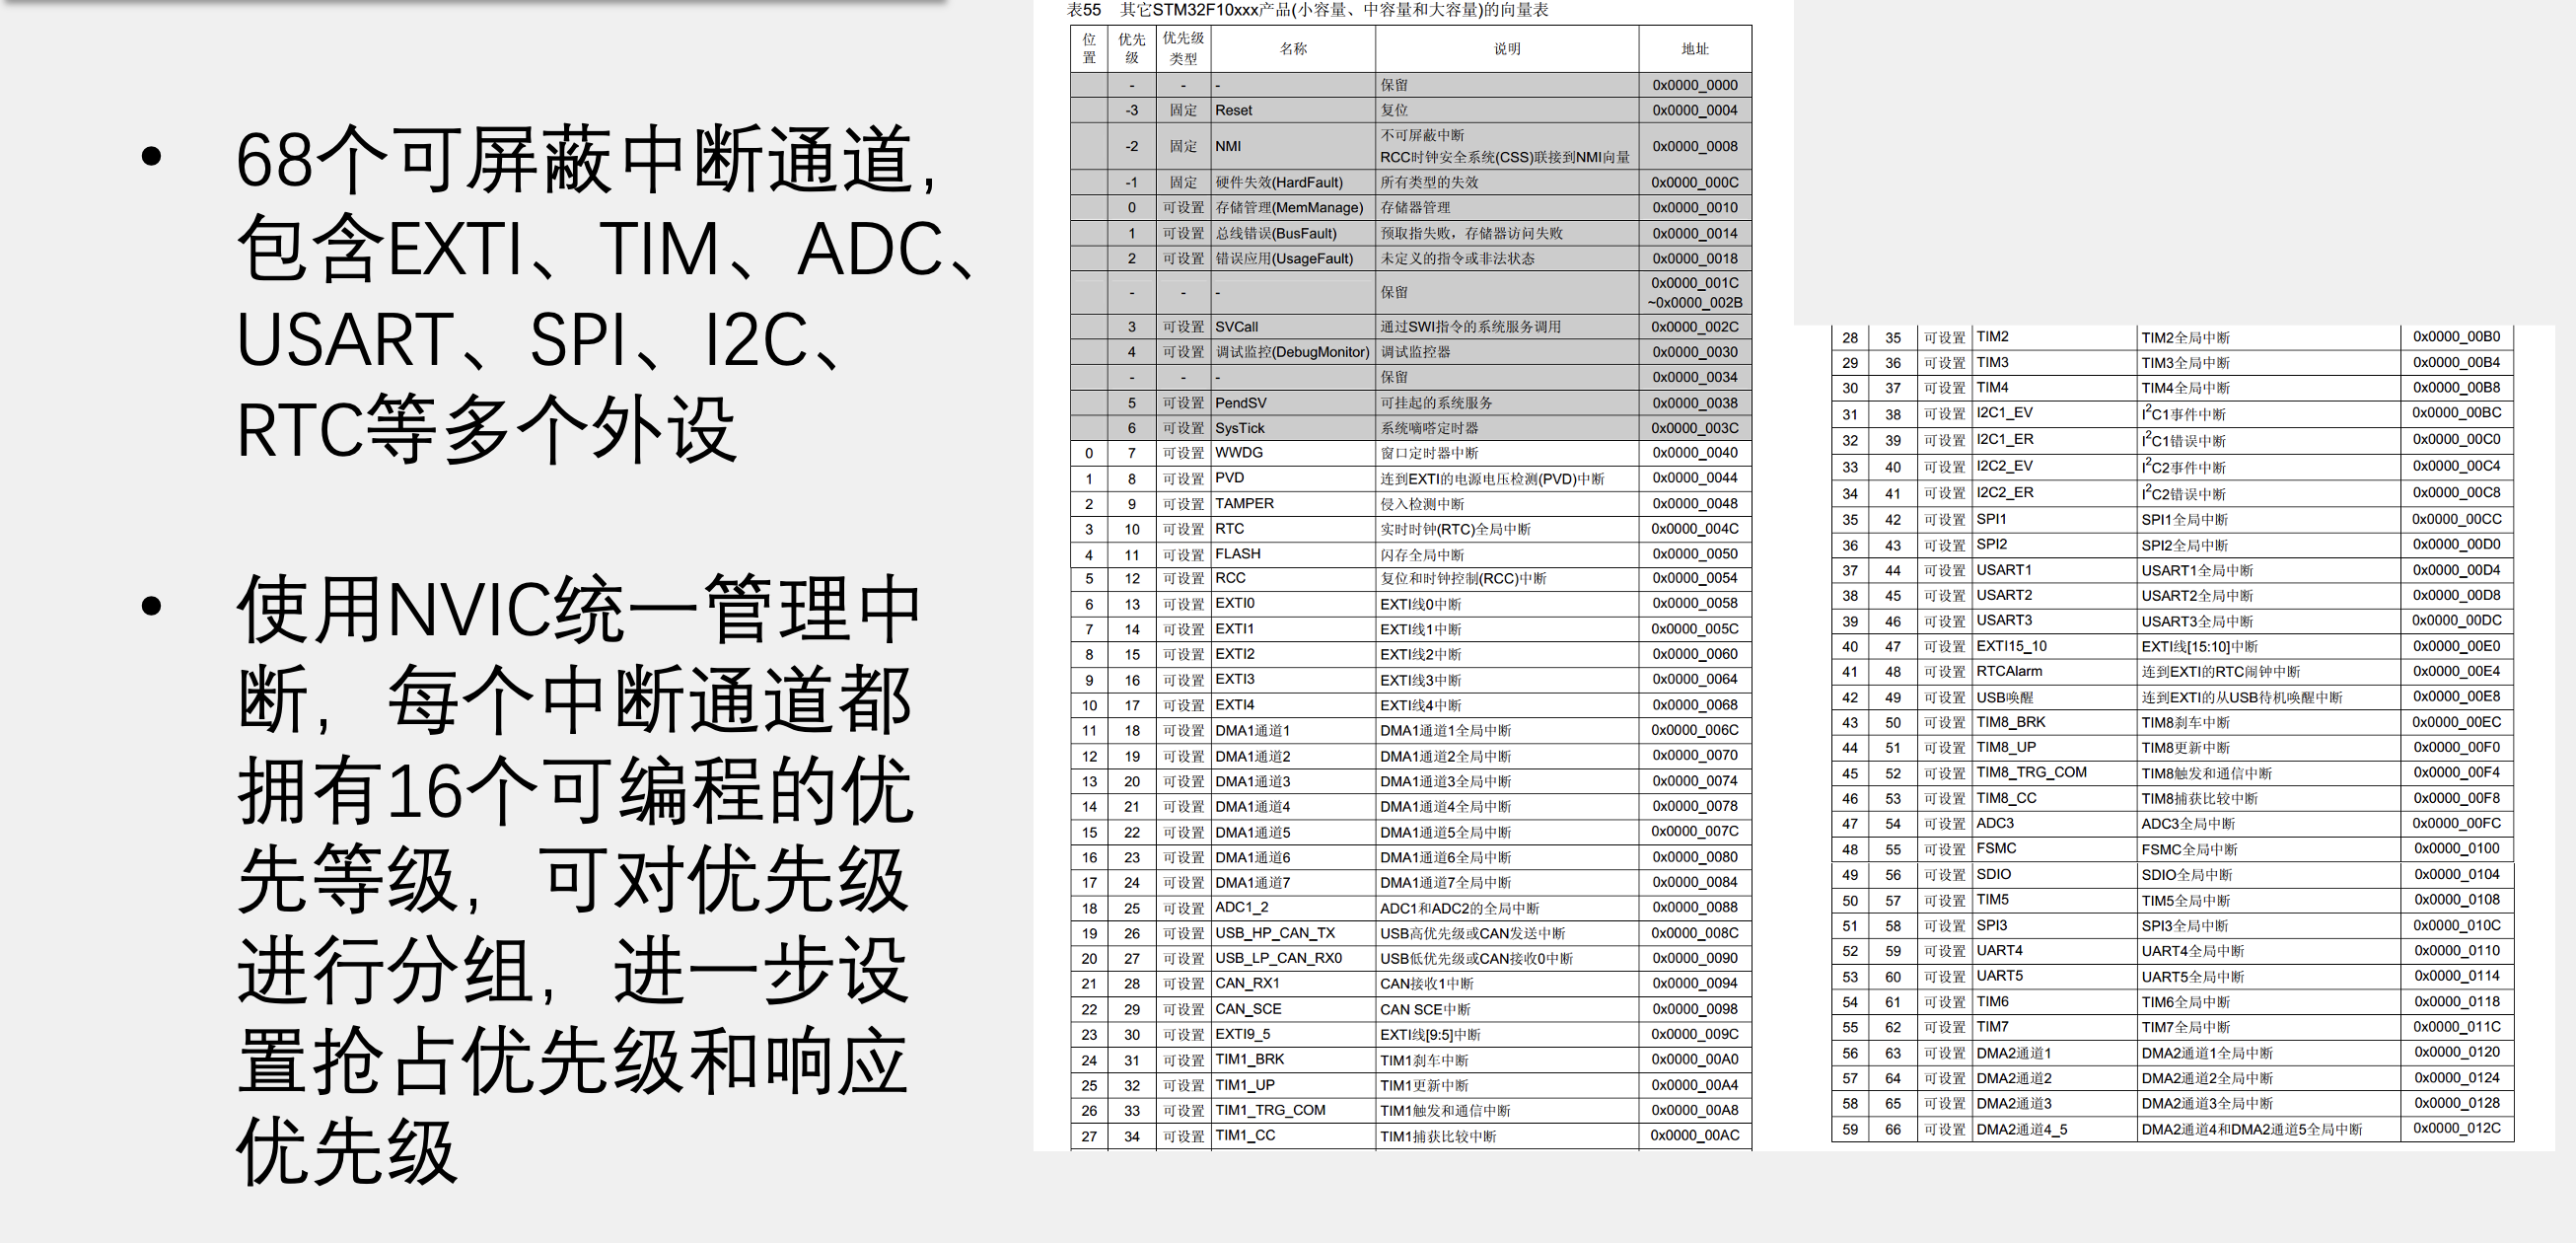 • 68个可屏蔽中断通道,
包含EXTI、TIM、ADC、
USART、SPI、I2C、
RTC等多个外设
• 使用NVIC统一管理中
断，每个中断通道都
拥有16个可编程的优
先等级，可对优先级
进行分组，进一步设
置抢占优先级和响应
优先级
表55 其它STM32F10xxx产品(小容量、中容量和大容量)的向量表
位置 优先级 优先级类型 名称 说明 地址
- - - 保留 0x0000_0000
-3 固定 Reset 复位 0x0000_0004
-2 固定 NMI 不可屏蔽中断 RCC时钟安全系统(CSS)联接到NMI向量 0x0000_0008
-1 固定 硬件失效(HardFault) 所有类型的失效 0x0000_000C
0 可设置 存储管理(MemManage) 存储器管理 0x0000_0010
1 可设置 总线错误(BusFault) 预取指失败，存储器访问失败 0x0000_0014
2 可设置 错误应用(UsageFault) 未定义的指令或非法状态 0x0000_0018
- - - 保留 0x0000_001C ~0x0000_002B
3 可设置 SVCall 通过SWI指令的系统服务调用 0x0000_002C
4 可设置 调试监控(DebugMonitor) 调试监控器 0x0000_0030
- - - 保留 0x0000_0034
5 可设置 PendSV 可挂起的系统服务 0x0000_0038
6 可设置 SysTick 系统嘀嗒定时器 0x0000_003C
0 7 可设置 WWDG 窗口定时器中断 0x0000_0040
1 8 可设置 PVD 连到EXTI的电源电压检测(PVD)中断 0x0000_0044
2 9 可设置 TAMPER 侵入检测中断 0x0000_0048
3 10 可设置 RTC 实时时钟(RTC)全局中断 0x0000_004C
4 11 可设置 FLASH 闪存全局中断 0x0000_0050
5 12 可设置 RCC 复位和时钟控制(RCC)中断 0x0000_0054
6 13 可设置 EXTI0 EXTI线0中断 0x0000_0058
7 14 可设置 EXTI1 EXTI线1中断 0x0000_005C
8 15 可设置 EXTI2 EXTI线2中断 0x0000_0060
9 16 可设置 EXTI3 EXTI线3中断 0x0000_0064
10 17 可设置 EXTI4 EXTI线4中断 0x0000_0068
11 18 可设置 DMA1通道1 DMA1通道1全局中断 0x0000_006C
12 19 可设置 DMA1通道2 DMA1通道2全局中断 0x0000_0070
13 20 可设置 DMA1通道3 DMA1通道3全局中断 0x0000_0074
14 21 可设置 DMA1通道4 DMA1通道4全局中断 0x0000_0078
15 22 可设置 DMA1通道5 DMA1通道5全局中断 0x0000_007C
16 23 可设置 DMA1通道6 DMA1通道6全局中断 0x0000_0080
17 24 可设置 DMA1通道7 DMA1通道7全局中断 0x0000_0084
18 25 可设置 ADC1_2 ADC1和ADC2的全局中断 0x0000_0088
19 26 可设置 USB_HP_CAN_TX USB高优先级或CAN发送中断 0x0000_008C
20 27 可设置 USB_LP_CAN_RX0 USB低优先级或CAN接收0中断 0x0000_0090
21 28 可设置 CAN_RX1 CAN接收1中断 0x0000_0094
22 29 可设置 CAN_SCE CAN SCE中断 0x0000_0098
23 30 可设置 EXTI9_5 EXTI线[9:5]中断 0x0000_009C
24 31 可设置 TIM1_BRK TIM1刹车中断 0x0000_00A0
25 32 可设置 TIM1_UP TIM1更新中断 0x0000_00A4
26 33 可设置 TIM1_TRG_COM TIM1触发和通信中断 0x0000_00A8
27 34 可设置 TIM1_CC TIM1捕获比较中断 0x0000_00AC
28 35 可设置 TIM2 TIM2全局中断 0x0000_00B0
29 36 可设置 TIM3 TIM3全局中断 0x0000_00B4
30 37 可设置 TIM4 TIM4全局中断 0x0000_00B8
31 38 可设置 I2C1_EV I²C1事件中断 0x0000_00BC
32 39 可设置 I2C1_ER I²C1错误中断 0x0000_00C0
33 40 可设置 I2C2_EV I²C2事件中断 0x0000_00C4
34 41 可设置 I2C2_ER I²C2错误中断 0x0000_00C8
35 42 可设置 SPI1 SPI1全局中断 0x0000_00CC
36 43 可设置 SPI2 SPI2全局中断 0x0000_00D0
37 44 可设置 USART1 USART1全局中断 0x0000_00D4
38 45 可设置 USART2 USART2全局中断 0x0000_00D8
39 46 可设置 USART3 USART3全局中断 0x0000_00DC
40 47 可设置 EXTI15_10 EXTI线[15:10]中断 0x0000_00E0
41 48 可设置 RTCAlarm 连到EXTI的RTC闹钟中断 0x0000_00E4
42 49 可设置 USB唤醒 连到EXTI的从USB待机唤醒中断 0x0000_00E8
43 50 可设置 TIM8_BRK TIM8刹车中断 0x0000_00EC
44 51 可设置 TIM8_UP TIM8更新中断 0x0000_00F0
45 52 可设置 TIM8_TRG_COM TIM8触发和通信中断 0x0000_00F4
46 53 可设置 TIM8_CC TIM8捕获比较中断 0x0000_00F8
47 54 可设置 ADC3 ADC3全局中断 0x0000_00FC
48 55 可设置 FSMC FSMC全局中断 0x0000_0100
49 56 可设置 SDIO SDIO全局中断 0x0000_0104
50 57 可设置 TIM5 TIM5全局中断 0x0000_0108
51 58 可设置 SPI3 SPI3全局中断 0x0000_010C
52 59 可设置 UART4 UART4全局中断 0x0000_0110
53 60 可设置 UART5 UART5全局中断 0x0000_0114
54 61 可设置 TIM6 TIM6全局中断 0x0000_0118
55 62 可设置 TIM7 TIM7全局中断 0x0000_011C
56 63 可设置 DMA2通道1 DMA2通道1全局中断 0x0000_0120
57 64 可设置 DMA2通道2 DMA2通道2全局中断 0x0000_0124
58 65 可设置 DMA2通道3 DMA2通道3全局中断 0x0000_0128
59 66 可设置 DMA2通道4_5 DMA2通道4和DMA2通道5全局中断 0x0000_012C